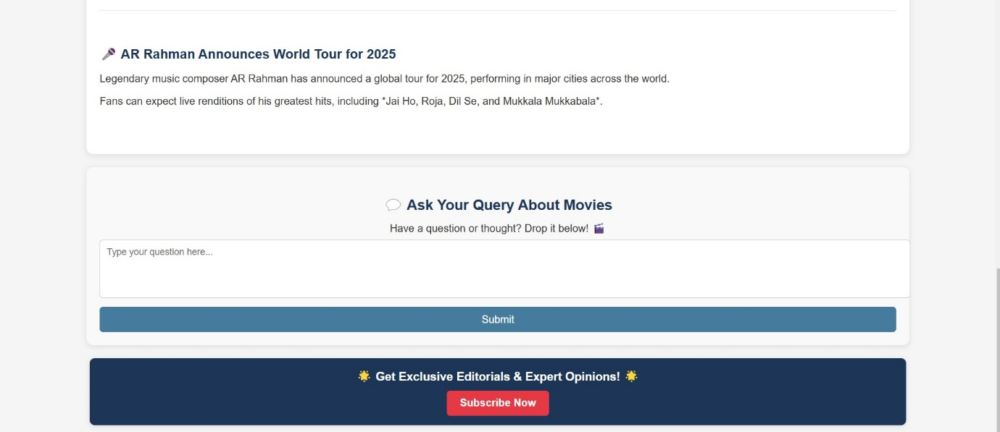 🎤 AR Rahman Announces World Tour for 2025
Legendary music composer AR Rahman has announced a global tour for 2025, performing in major cities across the world.
Fans can expect live renditions of his greatest hits, including *Jai Ho, Roja, Dil Se, and Mukkala Mukkabala*.
💬 Ask Your Query About Movies
Have a question or thought? Drop it below! 🎬
Type your question here...
Submit
🌟 Get Exclusive Editorials & Expert Opinions! 🌟
Subscribe Now